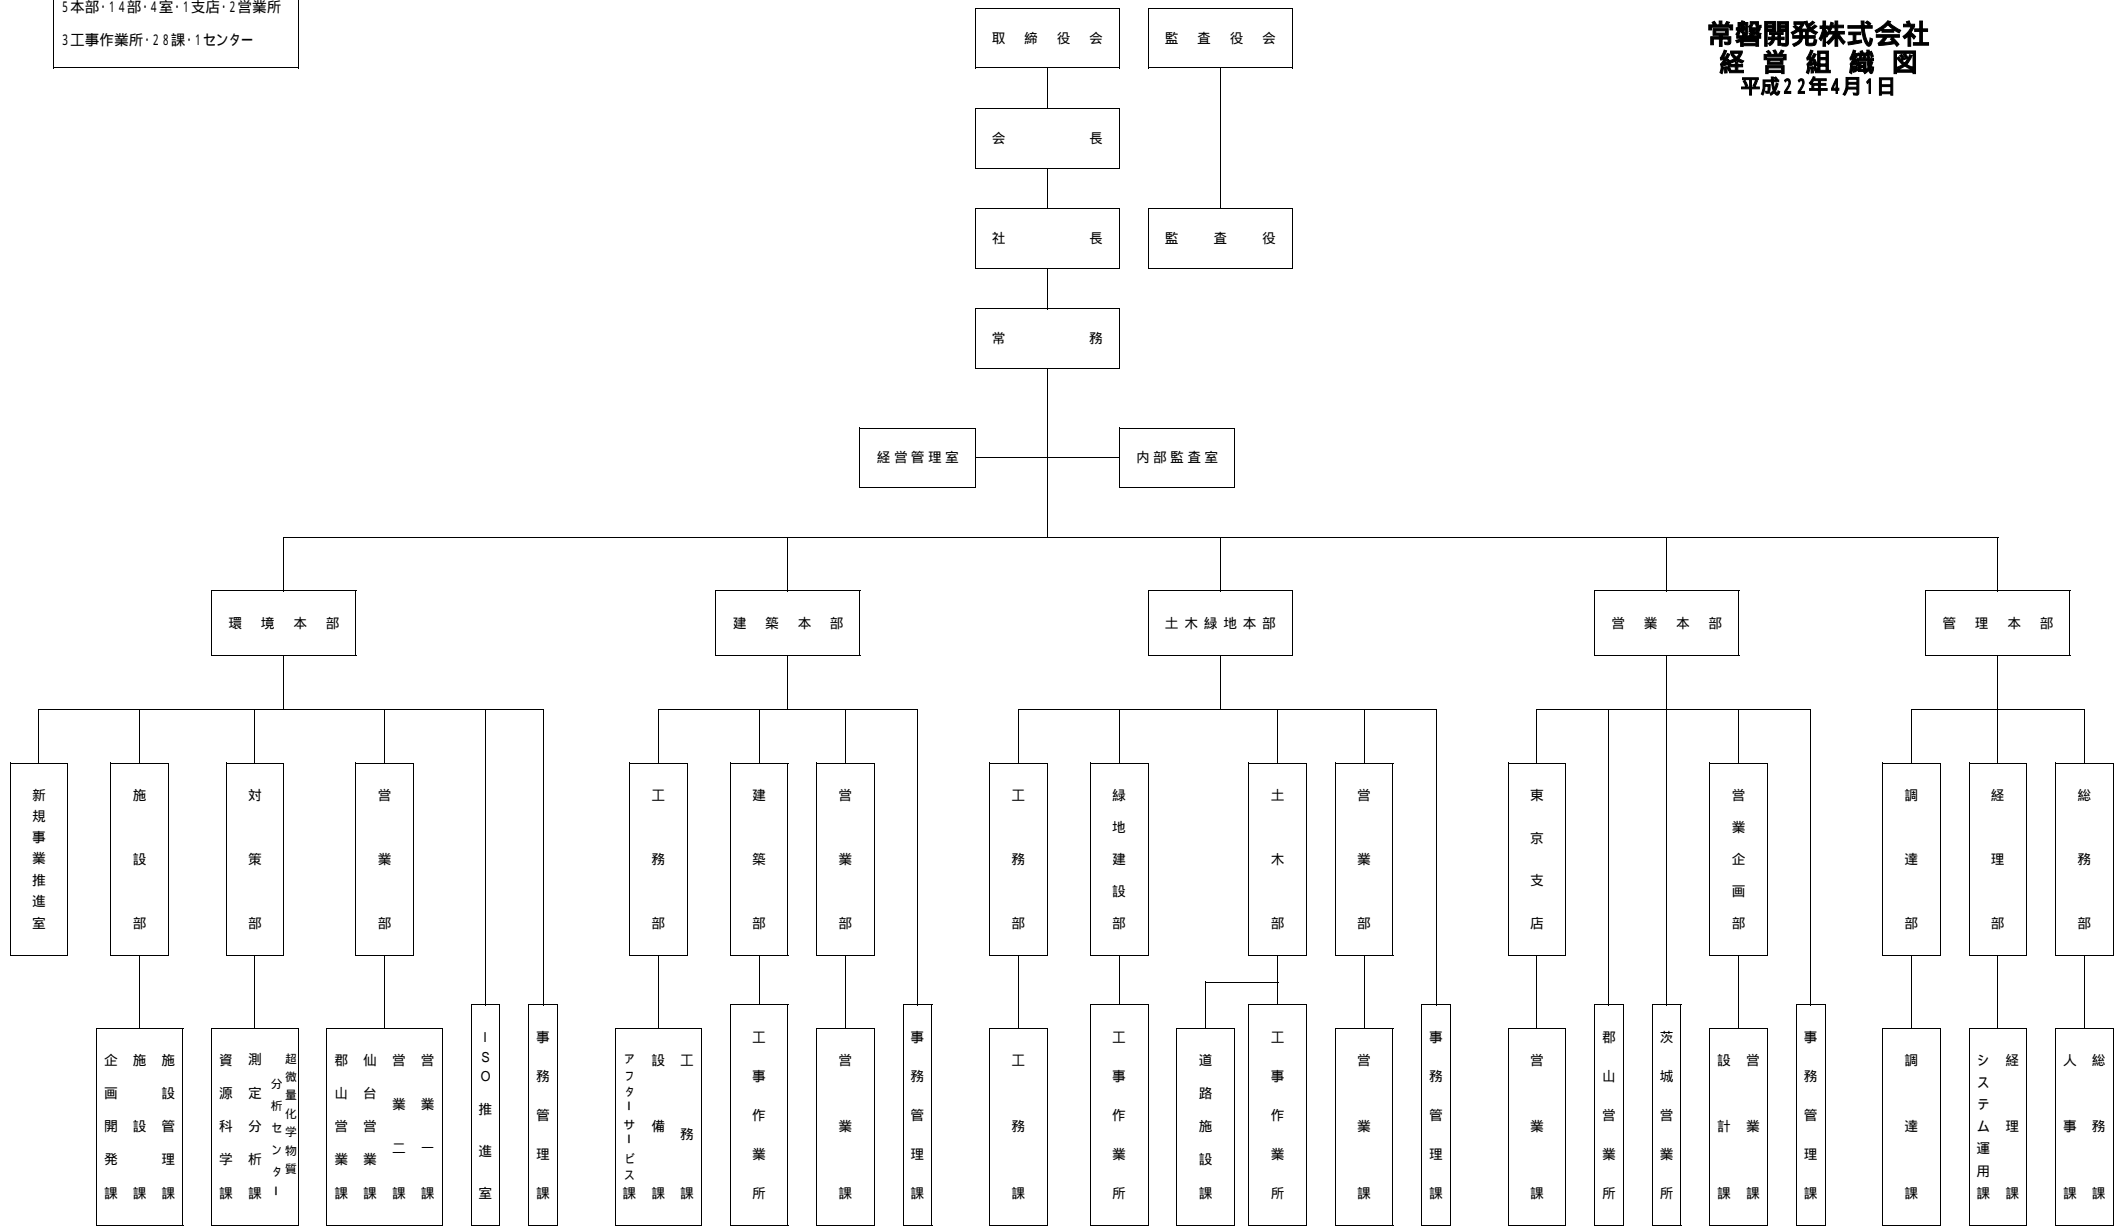 5本部・14部・4室・1支店・2営業所
3工事作業所・28課・1センター
常磐開発株式会社
経営組織図
平成22年4月1日
取締役会
監査役会
会長
社長
監査役
常務
経営管理室
内部監査室
環境本部
建築本部
土木緑地本部
営業本部
管理本部
新規事業推進室
施設部
対策部
営業部
工務部
建築部
営業部
工務部
緑地建設部
土木部
営業部
東京支店
営業企画部
調達部
経理部
総務部
企画開発課
施設課
施設管理課
資源科学課
測定分析課
超微量化学物質
分析センター
郡山営業課
仙台営業課
営業二課
営業一課
ISO推進室
事務管理課
アフターサービス課
設備課
工務課
工事作業所
営業課
事務管理課
工務課
工事作業所
道路施設課
工事作業所
営業課
事務管理課
営業課
郡山営業所
茨城営業所
設計課
営業課
事務管理課
調達課
システム運用課
経理課
人事課
総務課